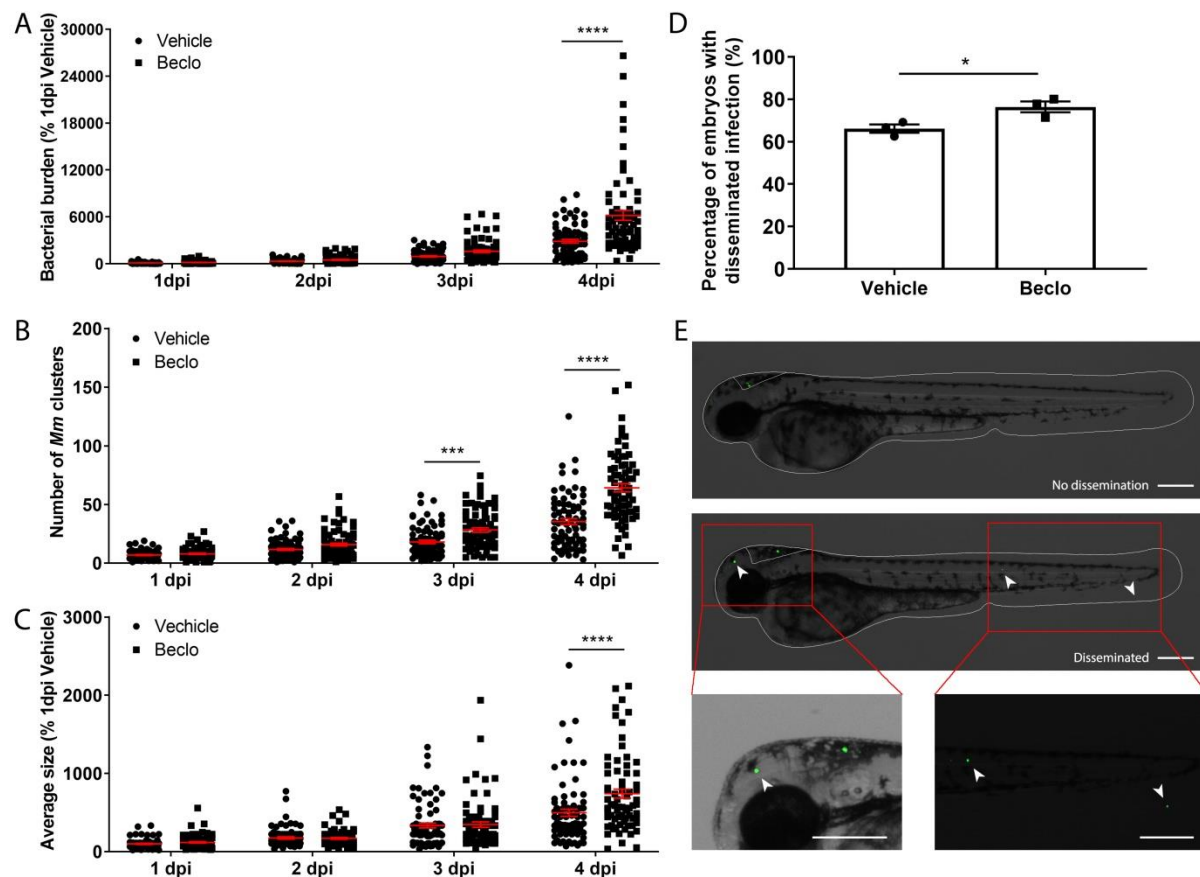 A
Bacterial burden (% 1dpi Vehicle)
30000
24000
18000
12000
6000
0
Vehicle
Beclo
****
1dpi
2dpi
3dpi
4dpi
B
Number of Mm clusters
200
150
100
50
0
Vehicle
Beclo
***
****
1 dpi
2 dpi
3 dpi
4 dpi
C
Average size (% 1dpi Vehicle)
3000
2000
1000
0
Vechicle
Beclo
****
1 dpi
2 dpi
3 dpi
4 dpi
D
Percentage of embryos with
disseminated infection (%)
100
80
60
40
20
0
*
Vehicle
Beclo
E
No dissemination
Disseminated